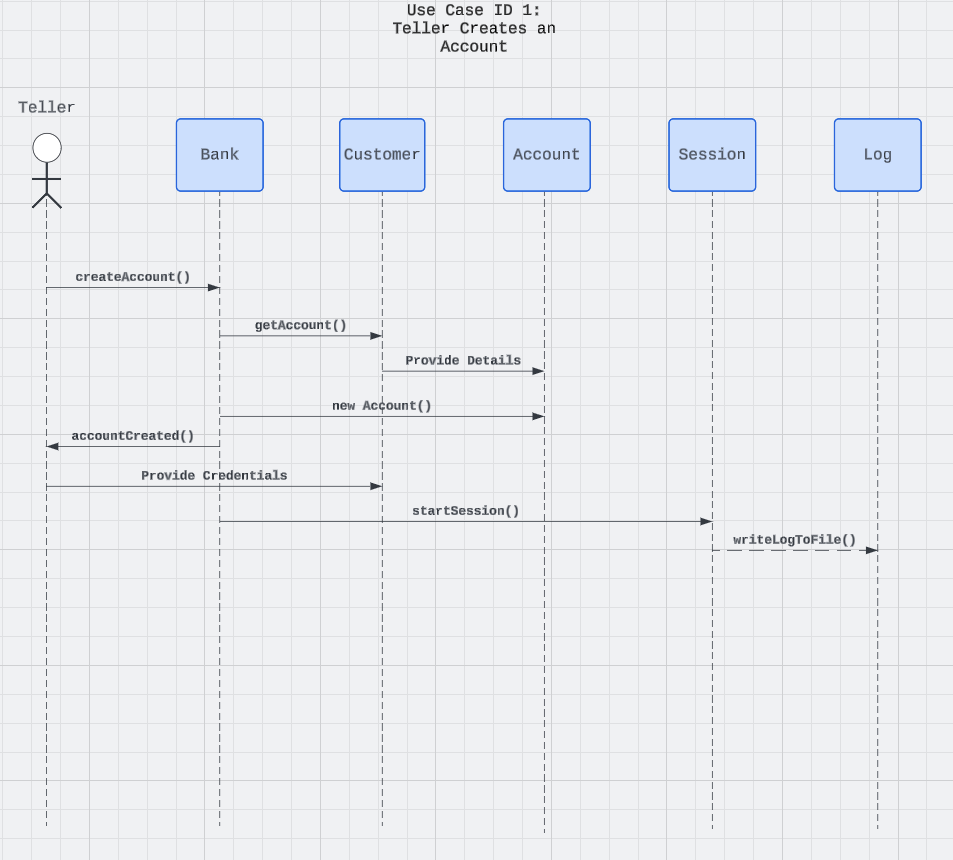 Use Case ID 1:
Teller Creates an
Account
Teller
Bank
Customer
Account
Session
Log
createAccount()
getAccount()
Provide Details
new Account()
accountCreated()
Provide Credentials
startSession()
writeLogToFile()